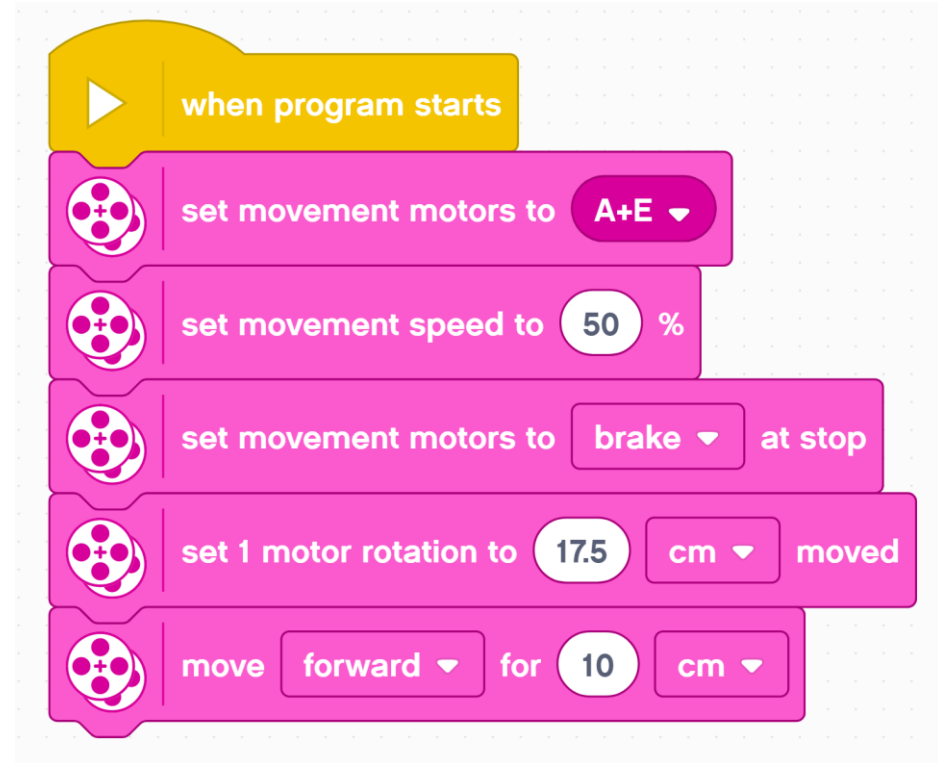 when program starts
set movement motors to A+E
set movement speed to 50 %
set movement motors to brake at stop
set 1 motor rotation to 17.5 cm moved
move forward for 10 cm